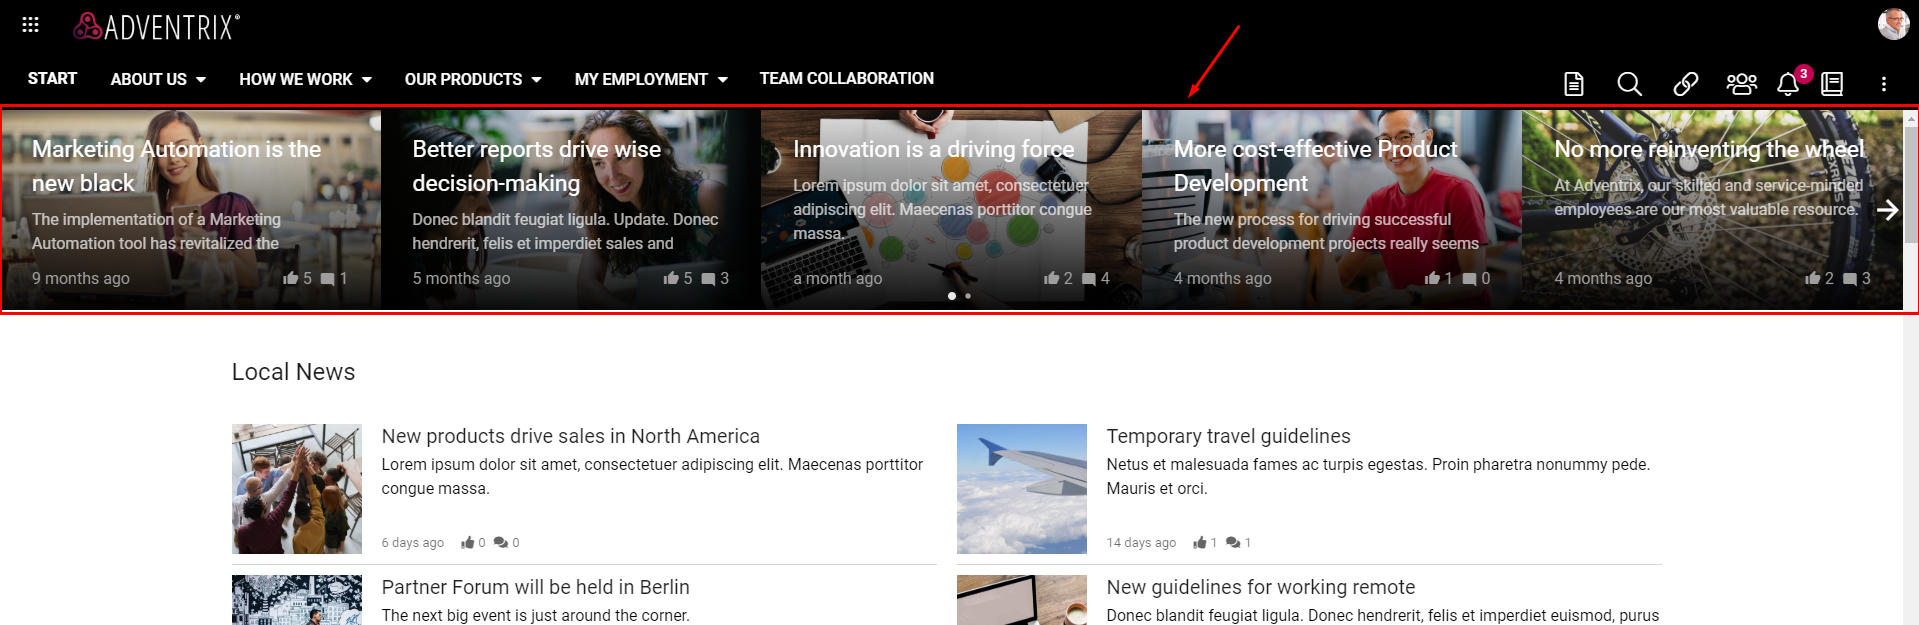 ADVENTRIX®
START ABOUT US HOW WE WORK OUR PRODUCTS MY EMPLOYMENT TEAM COLLABORATION
3
Marketing Automation is the
new black
The implementation of a Marketing
Automation tool has revitalized the
9 months ago 5 1
Better reports drive wise
decision-making
Donec blandit feugiat ligula. Update. Donec
hendrerit, felis et imperdiet sales and
5 months ago 5 3
Innovation is a driving force
Lorem ipsum dolor sit amet, consectetuer
adipiscing elit. Maecenas porttitor congue
massa.
a month ago 2 4
More cost-effective Product
Development
The new process for driving successful
product development projects really seems
4 months ago 1 0
No more reinventing the wheel
At Adventrix, our skilled and service-minded
employees are our most valuable resource.
4 months ago 2 3
Local News
New products drive sales in North America
Lorem ipsum dolor sit amet, consectetuer adipiscing elit. Maecenas porttitor
congue massa.
6 days ago 0 0
Temporary travel guidelines
Netus et malesuada fames ac turpis egestas. Proin pharetra nonummy pede.
Mauris et orci.
14 days ago 1 1
Partner Forum will be held in Berlin
The next big event is just around the corner.
New guidelines for working remote
Donec blandit feugiat ligula. Donec hendrerit, felis et imperdiet euismod, purus